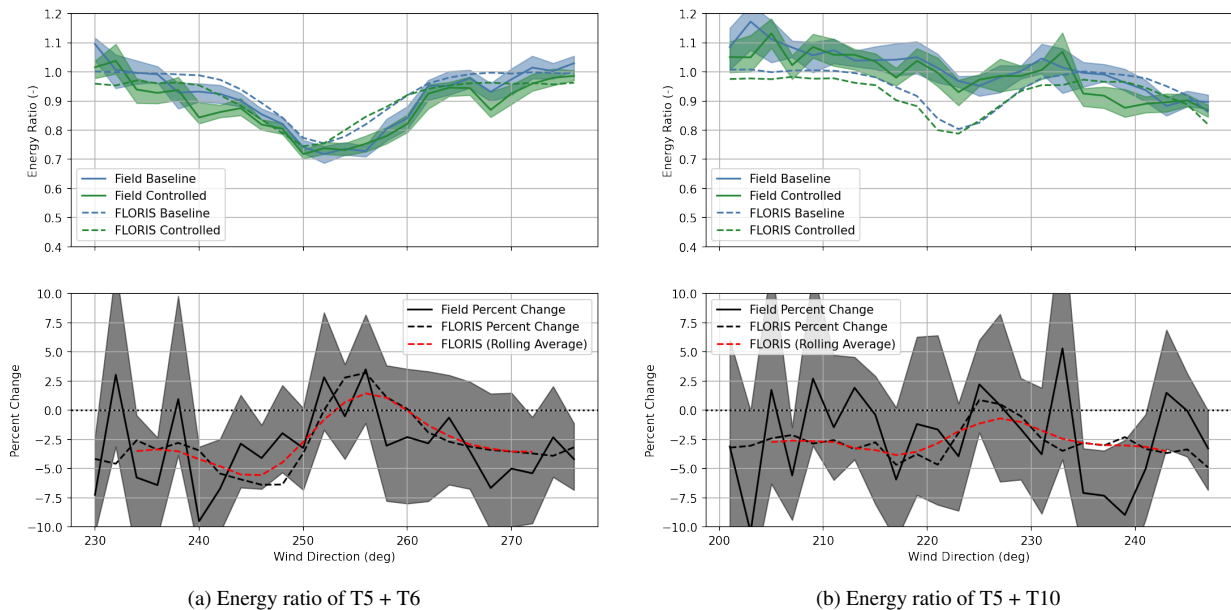 1.2
1.1
1.0
0.9
0.8
0.7
0.6
0.5
0.4
Energy Ratio (-)
Field Baseline
Field Controlled
FLORIS Baseline
FLORIS Controlled
1.2
1.1
1.0
0.9
0.8
0.7
0.6
0.5
0.4
Energy Ratio (-)
Field Baseline
Field Controlled
FLORIS Baseline
FLORIS Controlled
10.0
7.5
5.0
2.5
0.0
−2.5
−5.0
−7.5
−10.0
Percent Change
Field Percent Change
FLORIS Percent Change
FLORIS (Rolling Average)
230 240 250 260 270
Wind Direction (deg)
10.0
7.5
5.0
2.5
0.0
−2.5
−5.0
−7.5
−10.0
Percent Change
Field Percent Change
FLORIS Percent Change
FLORIS (Rolling Average)
200 210 220 230 240
Wind Direction (deg)
(a) Energy ratio of T5 + T6
(b) Energy ratio of T5 + T10